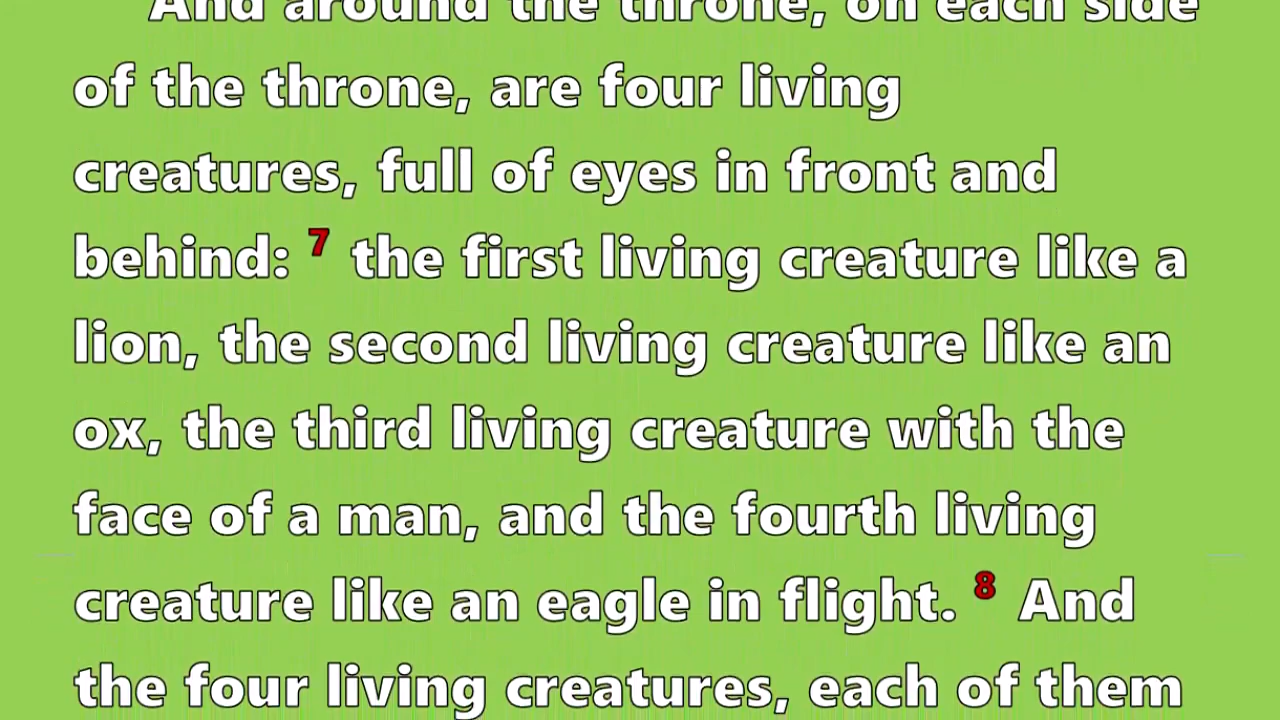 And around the throne, on each side
of the throne, are four living
creatures, full of eyes in front and
behind: 7 the first living creature like a
lion, the second living creature like an
ox, the third living creature with the
face of a man, and the fourth living
creature like an eagle in flight. 8 And
the four living creatures, each of them